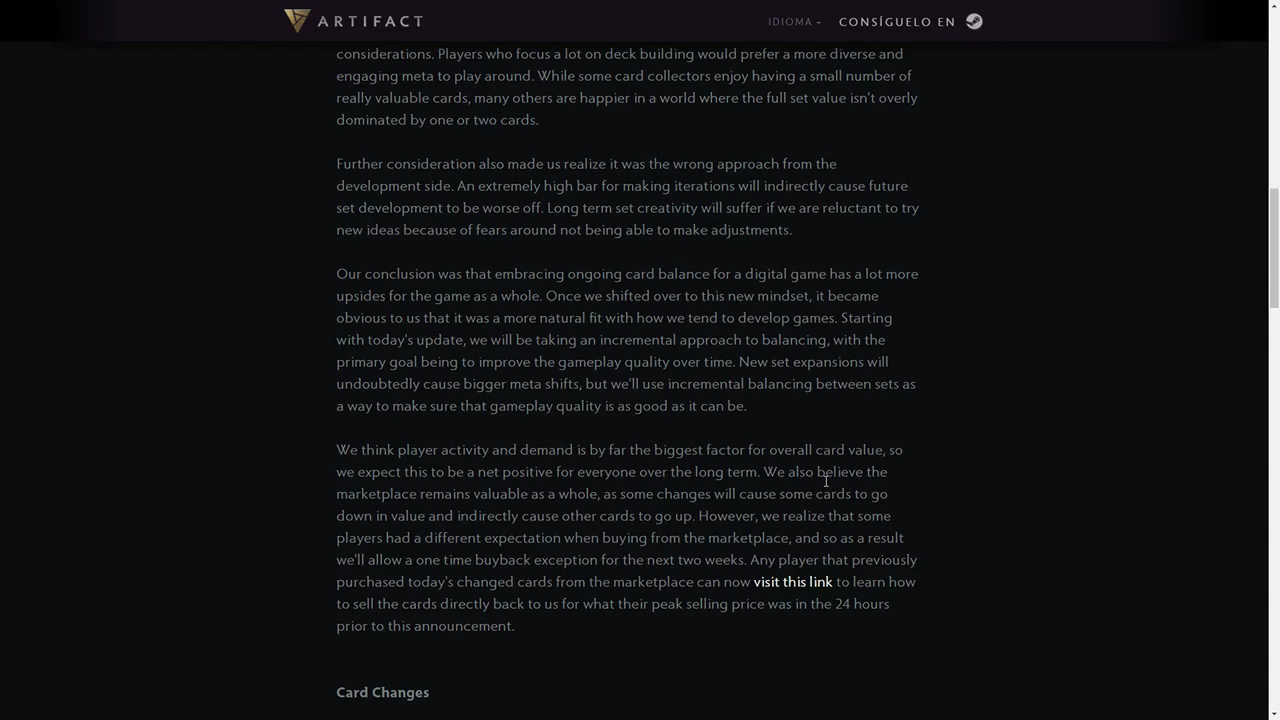 ARTIFACT
IDIOMA
CONSÍGUELO EN
considerations. Players who focus a lot on deck building would prefer a more diverse and
engaging meta to play around. While some card collectors enjoy having a small number of
really valuable cards, many others are happier in a world where the full set value isn't overly
dominated by one or two cards.
Further consideration also made us realize it was the wrong approach from the
development side. An extremely high bar for making iterations will indirectly cause future
set development to be worse off. Long term set creativity will suffer if we are reluctant to try
new ideas because of fears around not being able to make adjustments.
Our conclusion was that embracing ongoing card balance for a digital game has a lot more
upsides for the game as a whole. Once we shifted over to this new mindset, it became
obvious to us that it was a more natural fit with how we tend to develop games. Starting
with today's update, we will be taking an incremental approach to balancing, with the
primary goal being to improve the gameplay quality over time. New set expansions will
undoubtedly cause bigger meta shifts, but we'll use incremental balancing between sets as
a way to make sure that gameplay quality is as good as it can be.
We think player activity and demand is by far the biggest factor for overall card value, so
we expect this to be a net positive for everyone over the long term. We also believe the
marketplace remains valuable as a whole, as some changes will cause some cards to go
down in value and indirectly cause other cards to go up. However, we realize that some
players had a different expectation when buying from the marketplace, and so as a result
we'll allow a one time buyback exception for the next two weeks. Any player that previously
purchased today's changed cards from the marketplace can now visit this link to learn how
to sell the cards directly back to us for what their peak selling price was in the 24 hours
prior to this announcement.
Card Changes